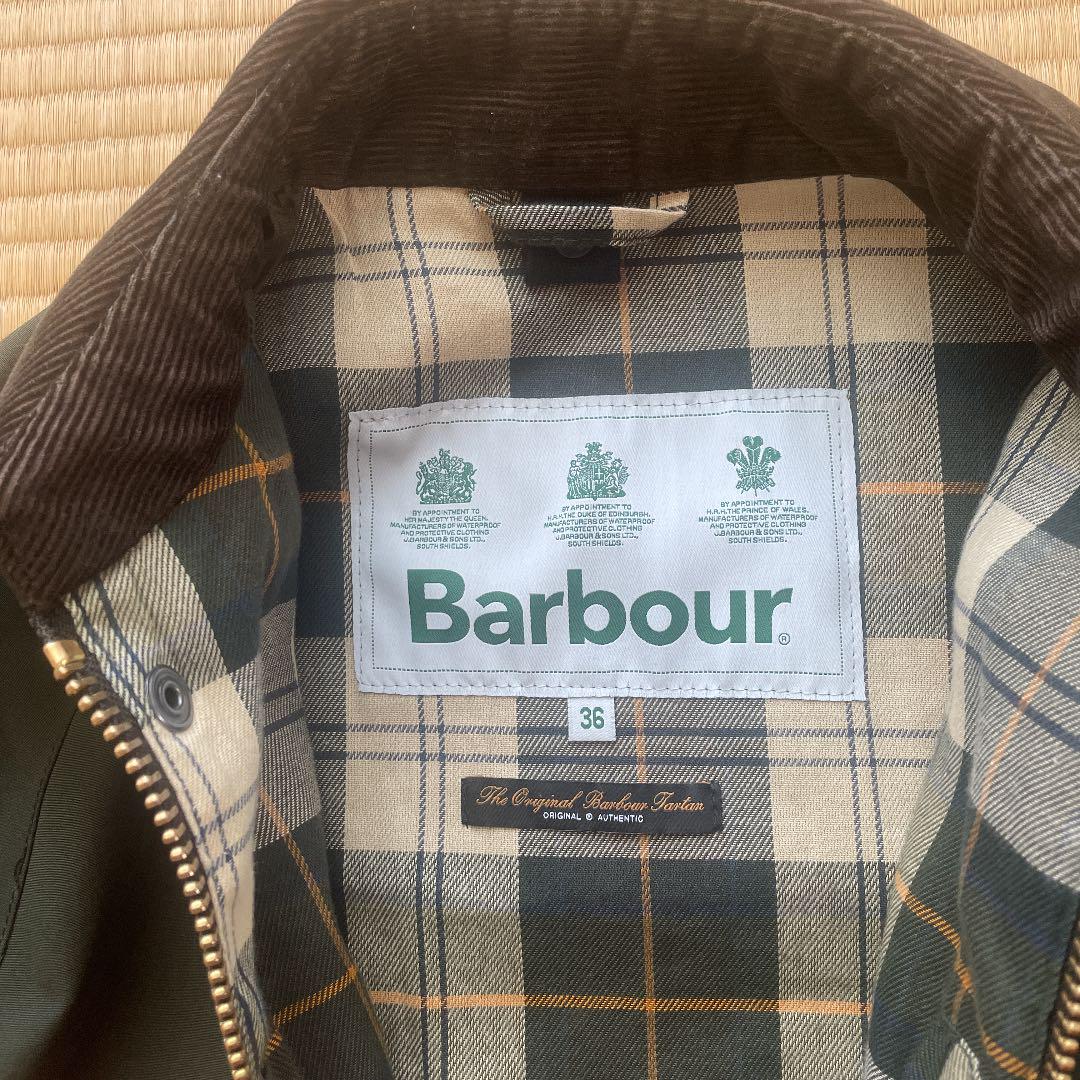 BY APPOINTMENT TO
HER MAJESTY THE QUEEN.
MANUFACTURERS OF WATERPROOF
AND PROTECTIVE CLOTHING
J.BARBOUR & SONS LTD.,
SOUTH SHIELDS.
BY APPOINTMENT TO
H.R.H. THE DUKE OF EDINBURGH.
MANUFACTURERS OF WATERPROOF
AND PROTECTIVE CLOTHING
J.BARBOUR & SONS LTD.,
SOUTH SHIELDS.
BY APPOINTMENT TO
H.R.H. THE PRINCE OF WALES.
MANUFACTURERS OF WATERPROOF
AND PROTECTIVE CLOTHING
J.BARBOUR & SONS LTD.,
SOUTH SHIELDS.
Barbour®
36
The Original Barbour Tartan
ORIGINAL ® AUTHENTIC